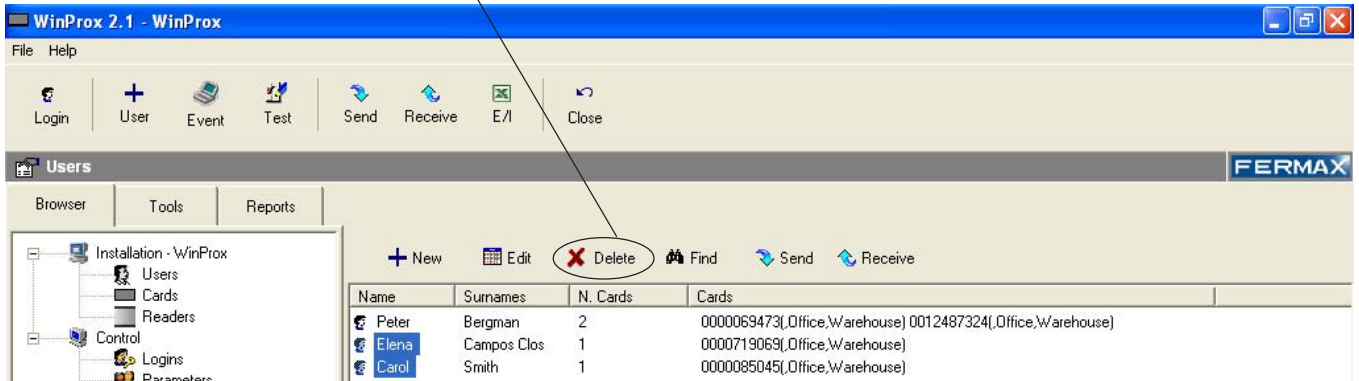 WinProx 2.1 - WinProx
File Help
Login User Event Test Send Receive E/I Close
Users FERMAX
Browser Tools Reports
Installation - WinProx
Users
Cards
Readers
Control
Logins
Parameters
New Edit Delete Find Send Receive
Name Surnames N. Cards Cards
Peter Bergman 2 0000069473(,Office,Warehouse) 0012487324(,Office,Warehouse)
Elena Campos Clos 1 0000719069(,Office,Warehouse)
Carol Smith 1 0000085045(,Office,Warehouse)